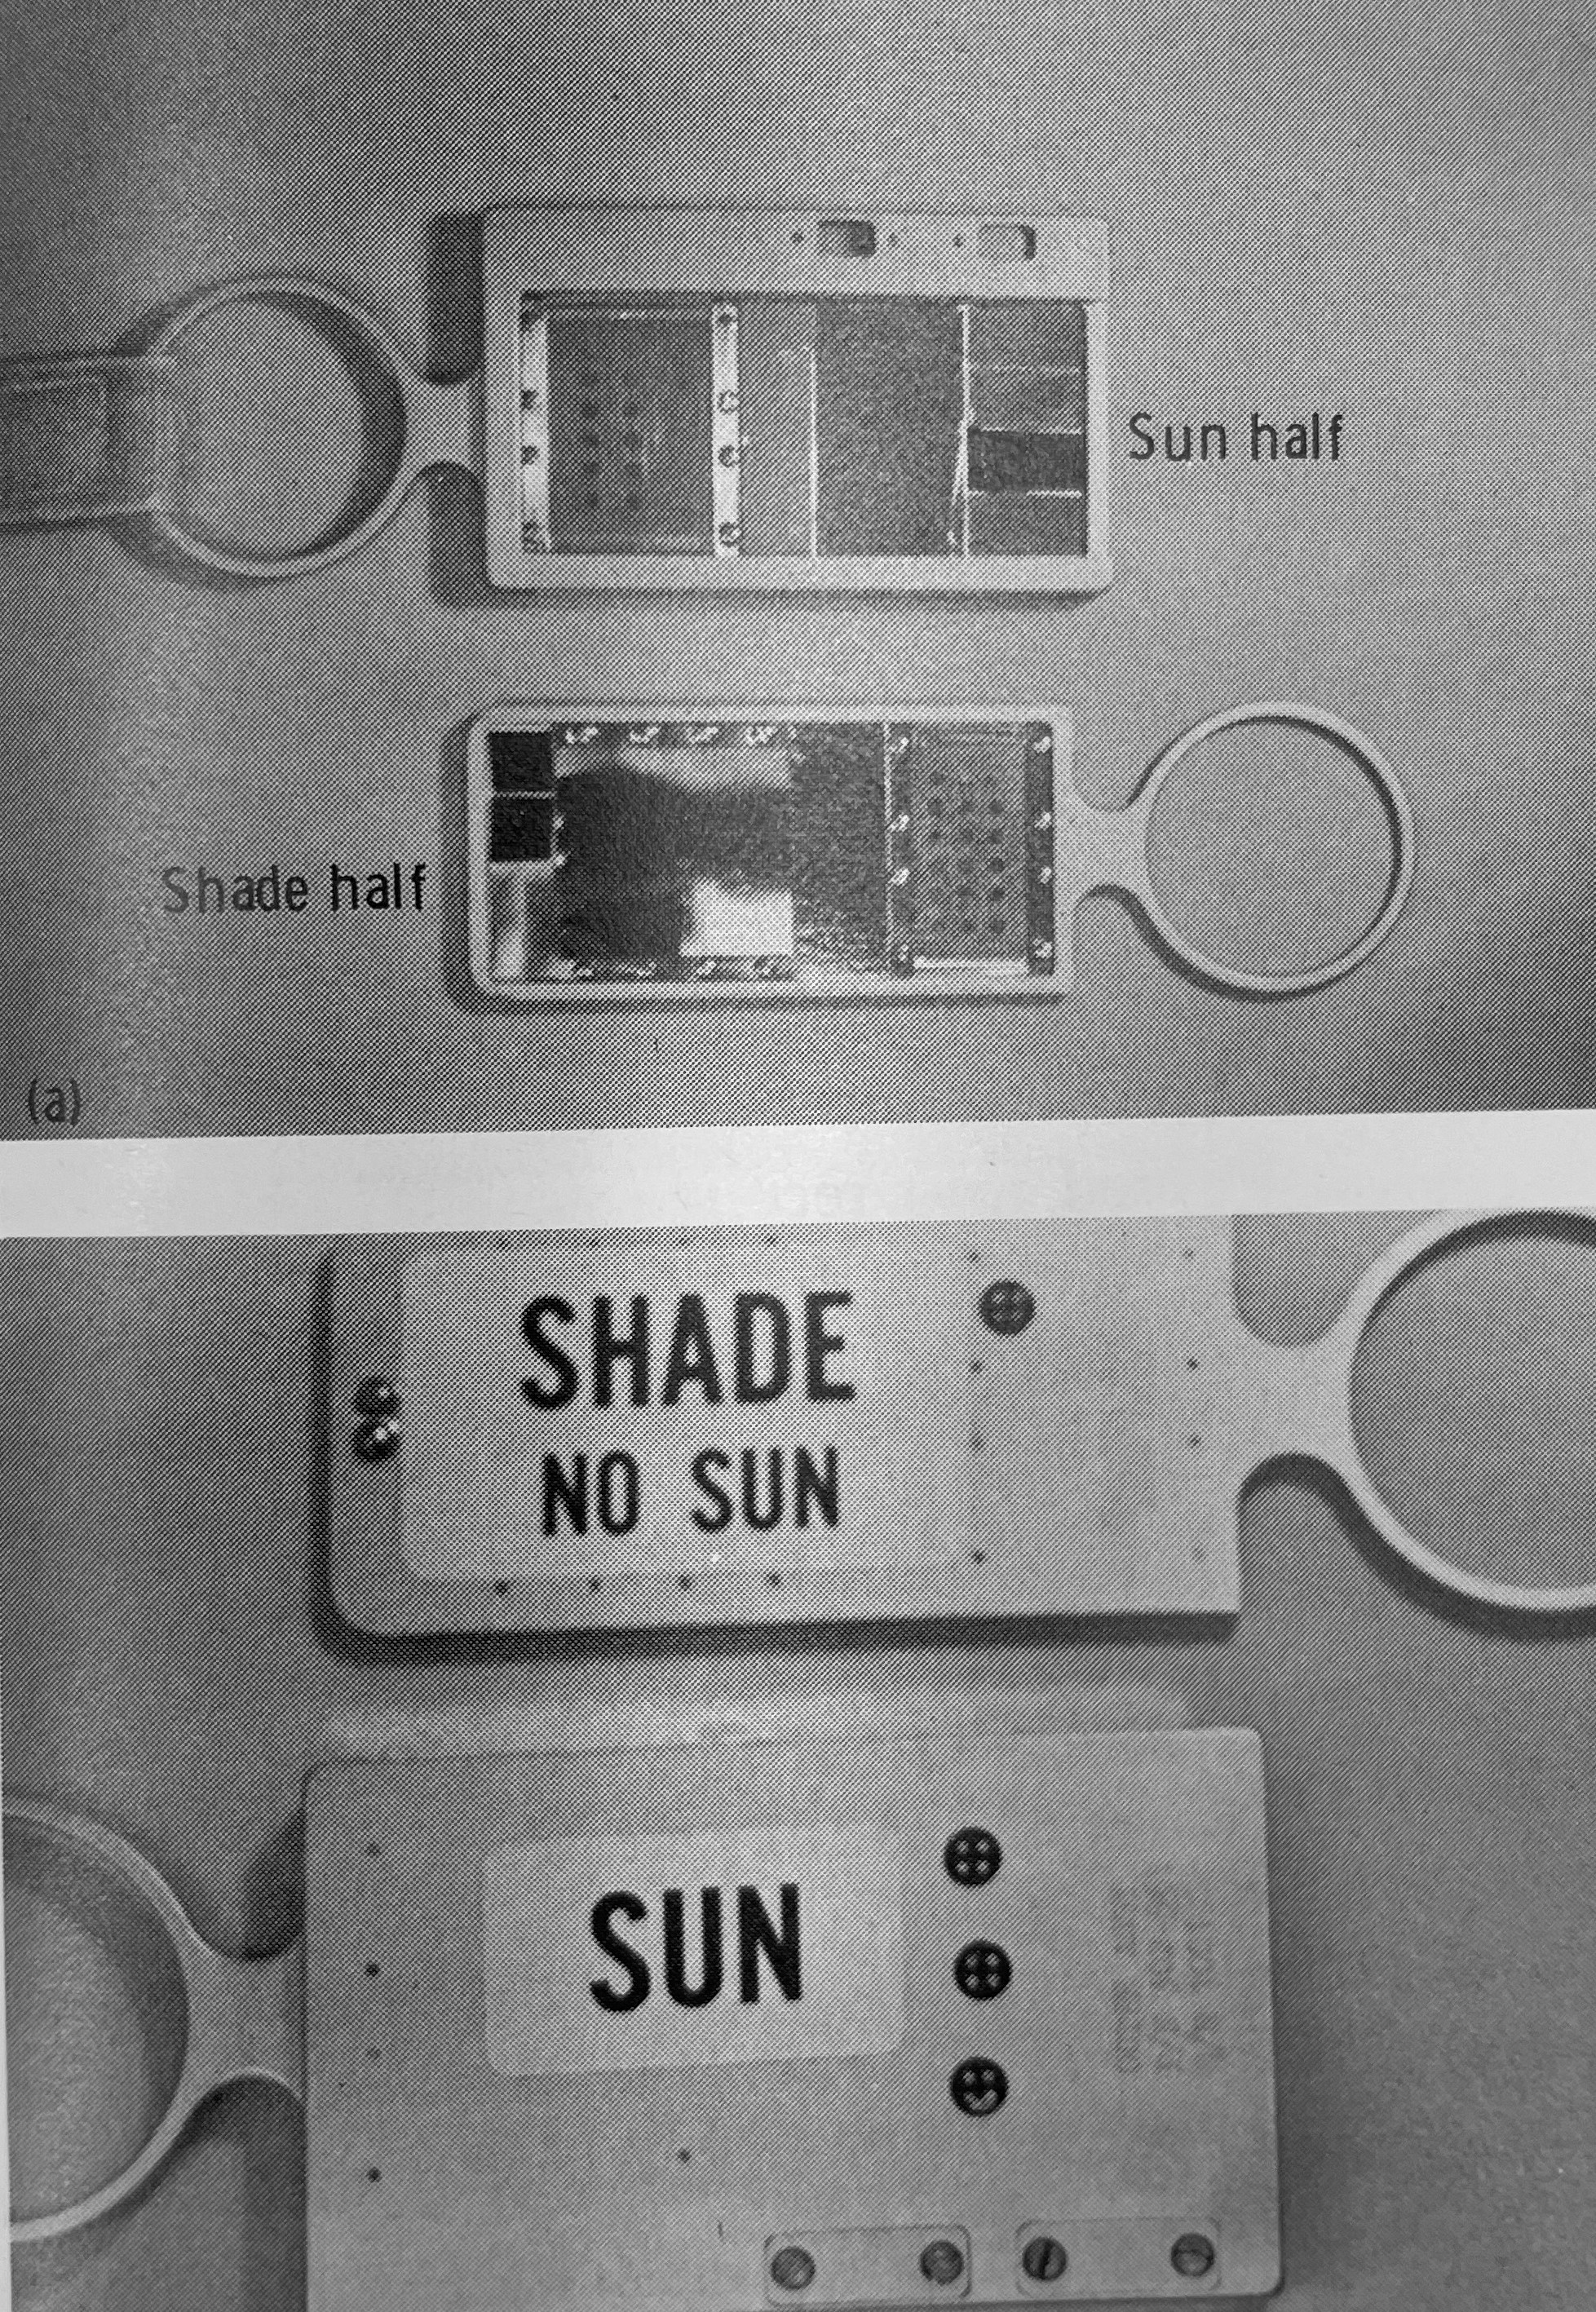 Sun half
Shade half
(a)
SHADE
NO SUN
SUN